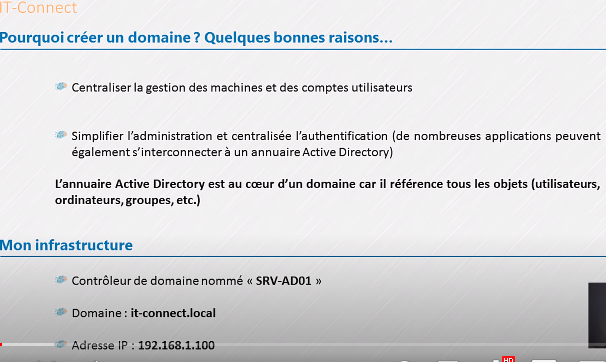 IT-Connect
Pourquoi créer un domaine ? Quelques bonnes raisons...
Centraliser la gestion des machines et des comptes utilisateurs
Simplifier l'administration et centralisée l'authentification (de nombreuses applications peuvent
également s'interconnecter à un annuaire Active Directory)
L'annuaire Active Directory est au cœur d'un domaine car il référence tous les objets (utilisateurs,
ordinateurs, groupes, etc.)
Mon infrastructure
Contrôleur de domaine nommé « SRV-AD01 »
Domaine : it-connect.local
Adresse IP : 192.168.1.100
HD